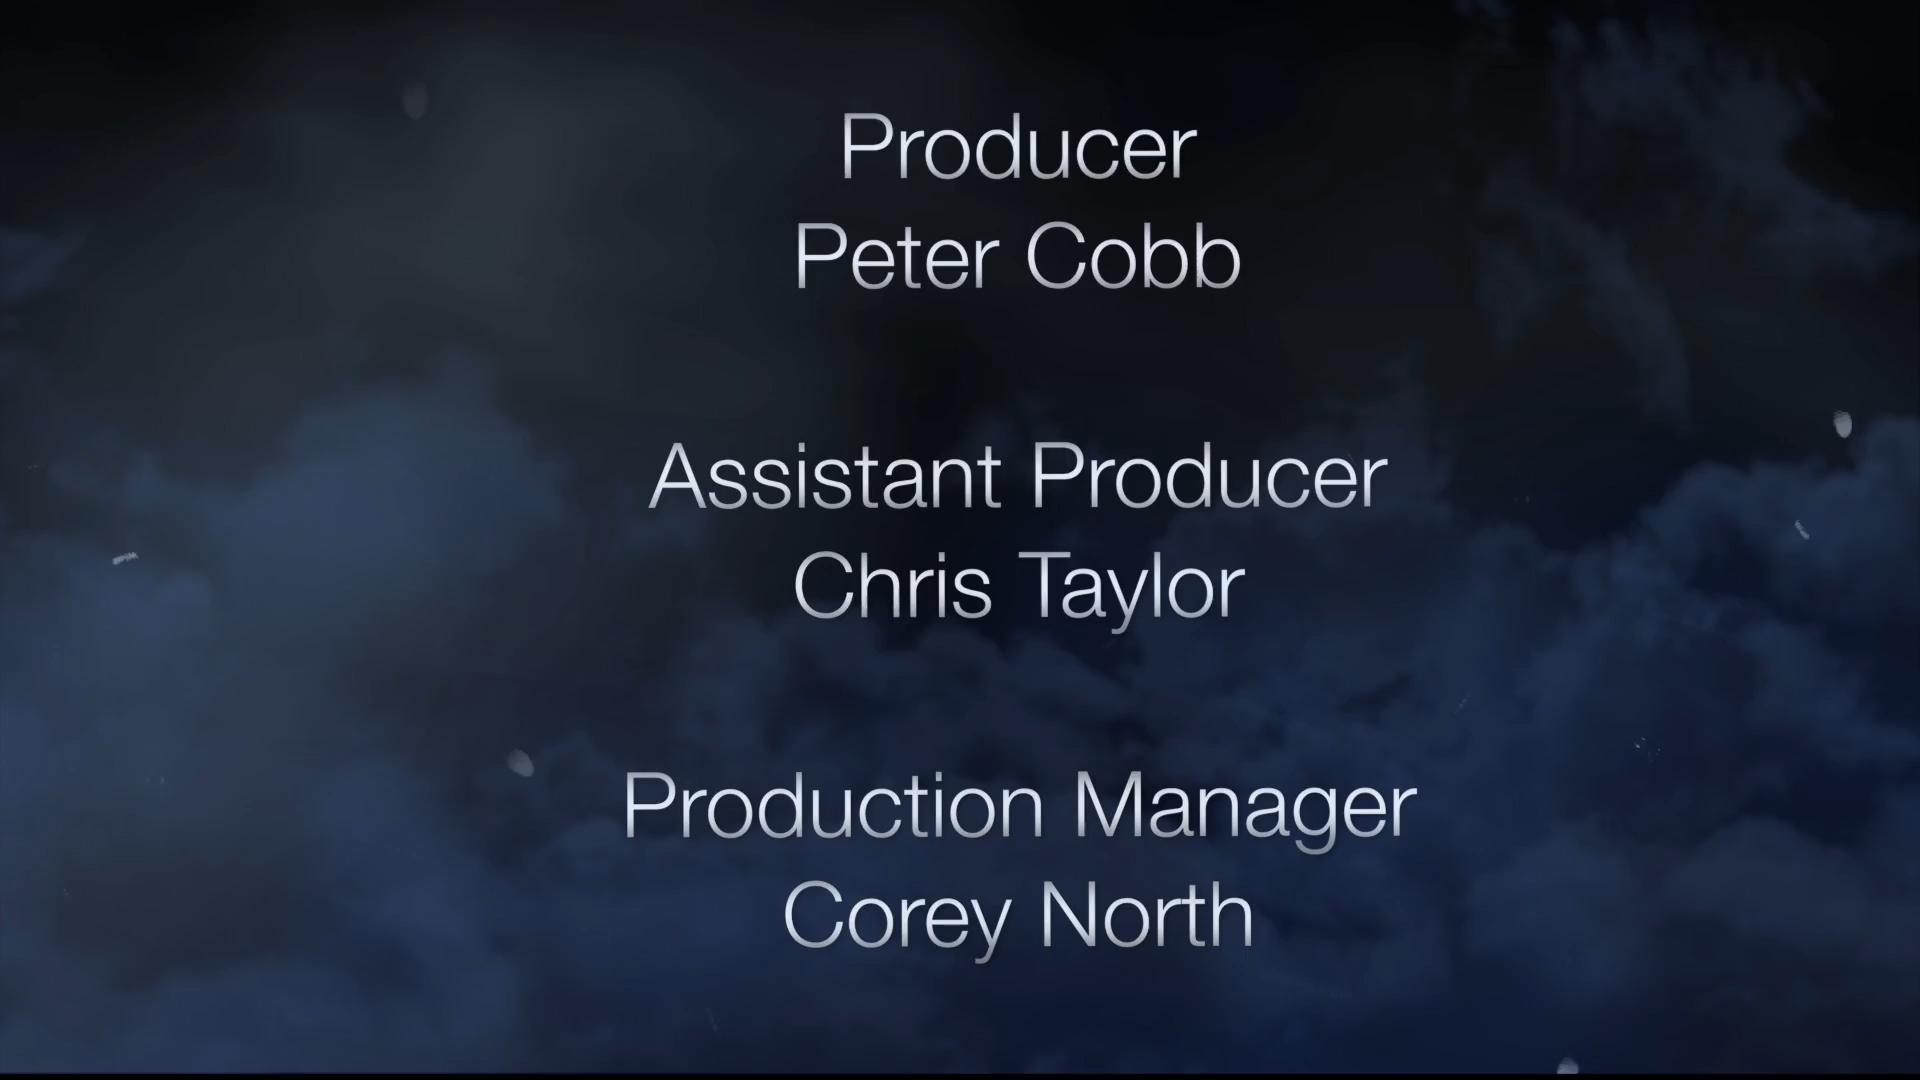 Producer
Peter Cobb
Assistant Producer
Chris Taylor
Production Manager
Corey North